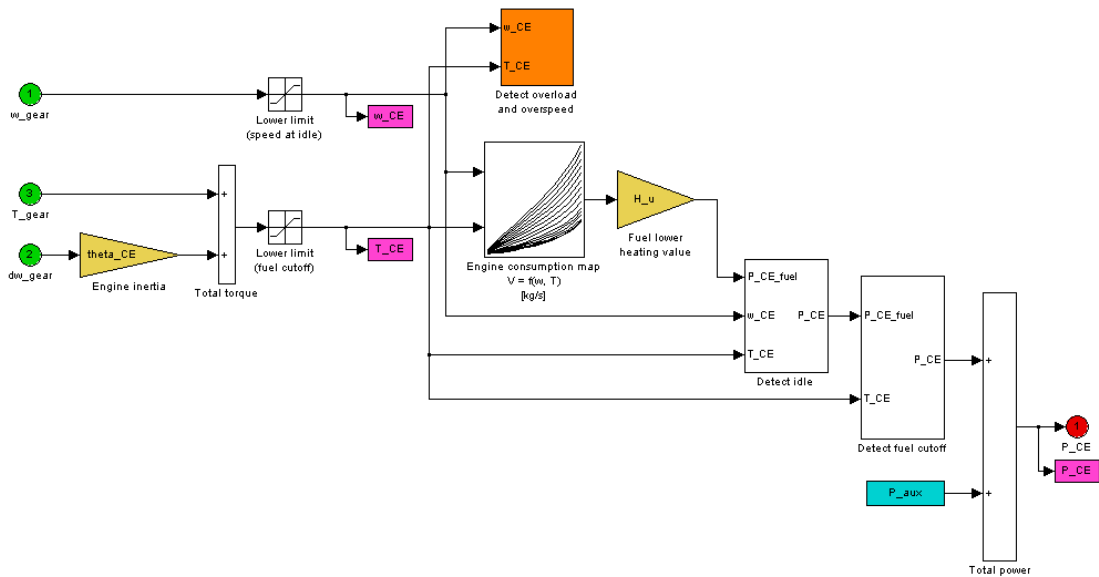 w_CE
T_CE
Detect overload
and overspeed
1
w_gear
Lower limit
(speed at idle)
w_CE
3
T_gear
2
dw_gear
theta_CE
Engine inertia
+
+
Total torque
Lower limit
(fuel cutoff)
T_CE
Engine consumption map
V = f(w, T)
[kg/s]
H_u
Fuel lower
heating value
P_CE_fuel
w_CE
P_CE
T_CE
Detect idle
P_CE_fuel
P_CE
T_CE
Detect fuel cutoff
P_aux
+
+
Total power
1
P_CE
P_CE